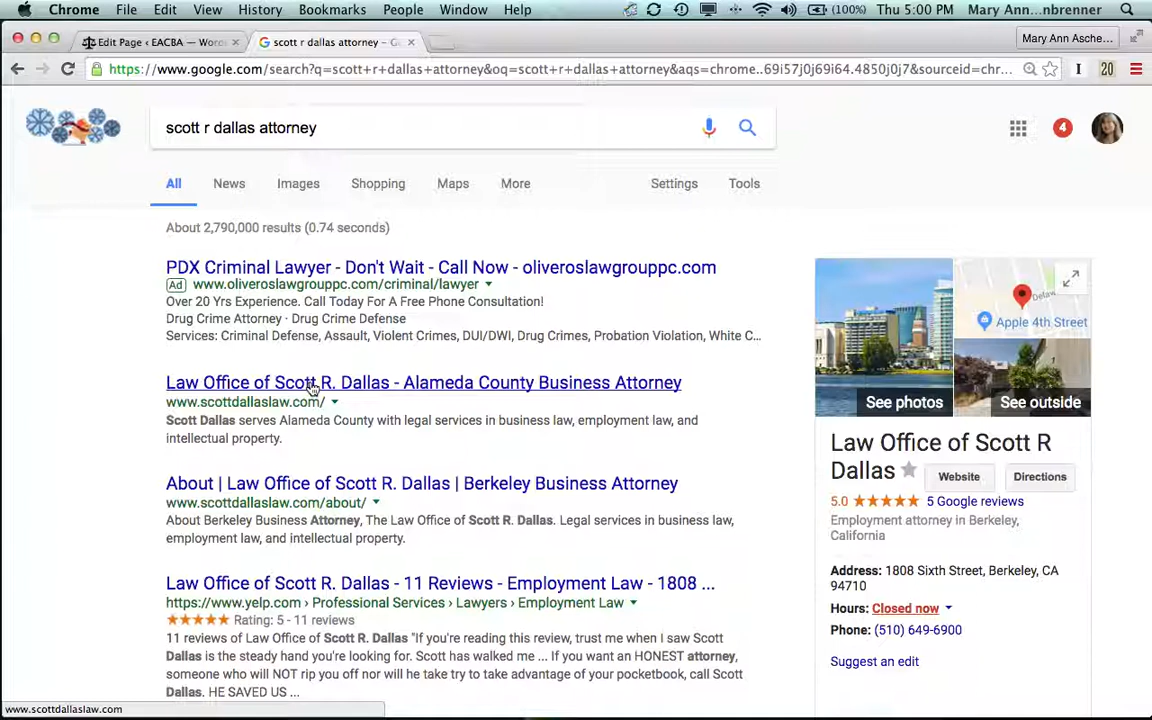 Chrome File Edit View History Bookmarks People Window Help (100%) Thu 5:00 PM Mary Ann...nbrenner
Edit Page ‹ EACBA — Wor scott r dallas attorney - G Mary Ann Asche...
https://www.google.com/search?q=scott+r+dallas+attorney&oq=scott+r+dallas+attorney&aqs=chrome..69i57j0j69i64.4850j0j7&sourceid=chr... 20
scott r dallas attorney
4
All News Images Shopping Maps More Settings Tools
About 2,790,000 results (0.74 seconds)
PDX Criminal Lawyer - Don't Wait - Call Now - oliveroslawgrouppc.com
Ad www.oliveroslawgrouppc.com/criminal/lawyer
Over 20 Yrs Experience. Call Today For A Free Phone Consultation!
Drug Crime Attorney · Drug Crime Defense
Services: Criminal Defense, Assault, Violent Crimes, DUI/DWI, Drug Crimes, Probation Violation, White C...
Law Office of Scott R. Dallas - Alameda County Business Attorney
www.scottdallaslaw.com/
Scott Dallas serves Alameda County with legal services in business law, employment law, and
intellectual property.
About | Law Office of Scott R. Dallas | Berkeley Business Attorney
www.scottdallaslaw.com/about/
About Berkeley Business Attorney, The Law Office of Scott R. Dallas. Legal services in business law,
employment law, and intellectual property.
Law Office of Scott R. Dallas - 11 Reviews - Employment Law - 1808 ...
https://www.yelp.com › Professional Services › Lawyers › Employment Law
Rating: 5 - 11 reviews
11 reviews of Law Office of Scott R. Dallas "If you're reading this review, trust me when I saw Scott
Dallas is the steady hand you're looking for. Scott has walked me ... If you want an HONEST attorney,
someone who will NOT rip you off nor will he take try to take advantage of your pocketbook, call Scott
Dallas. HE SAVED US ...
Apple 4th Street
See photos See outside
Law Office of Scott R
Dallas Website Directions
5.0 5 Google reviews
Employment attorney in Berkeley,
California
Address: 1808 Sixth Street, Berkeley, CA
94710
Hours: Closed now
Phone: (510) 649-6900
Suggest an edit
www.scottdallaslaw.com